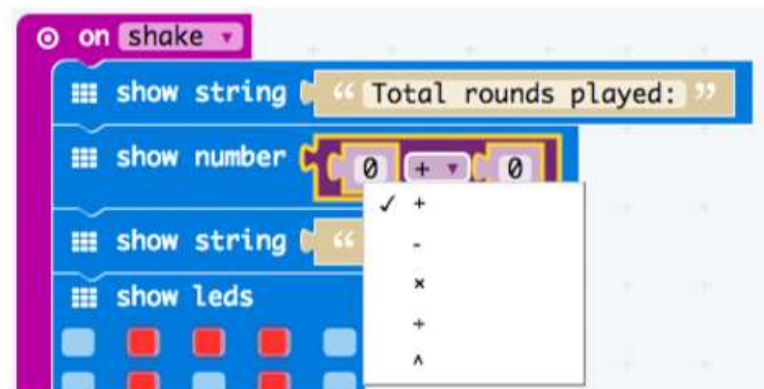 on shake
show string “ Total rounds played: ”
show number 0 + 0
✓ +
-
show string “
×
show leds
÷
^